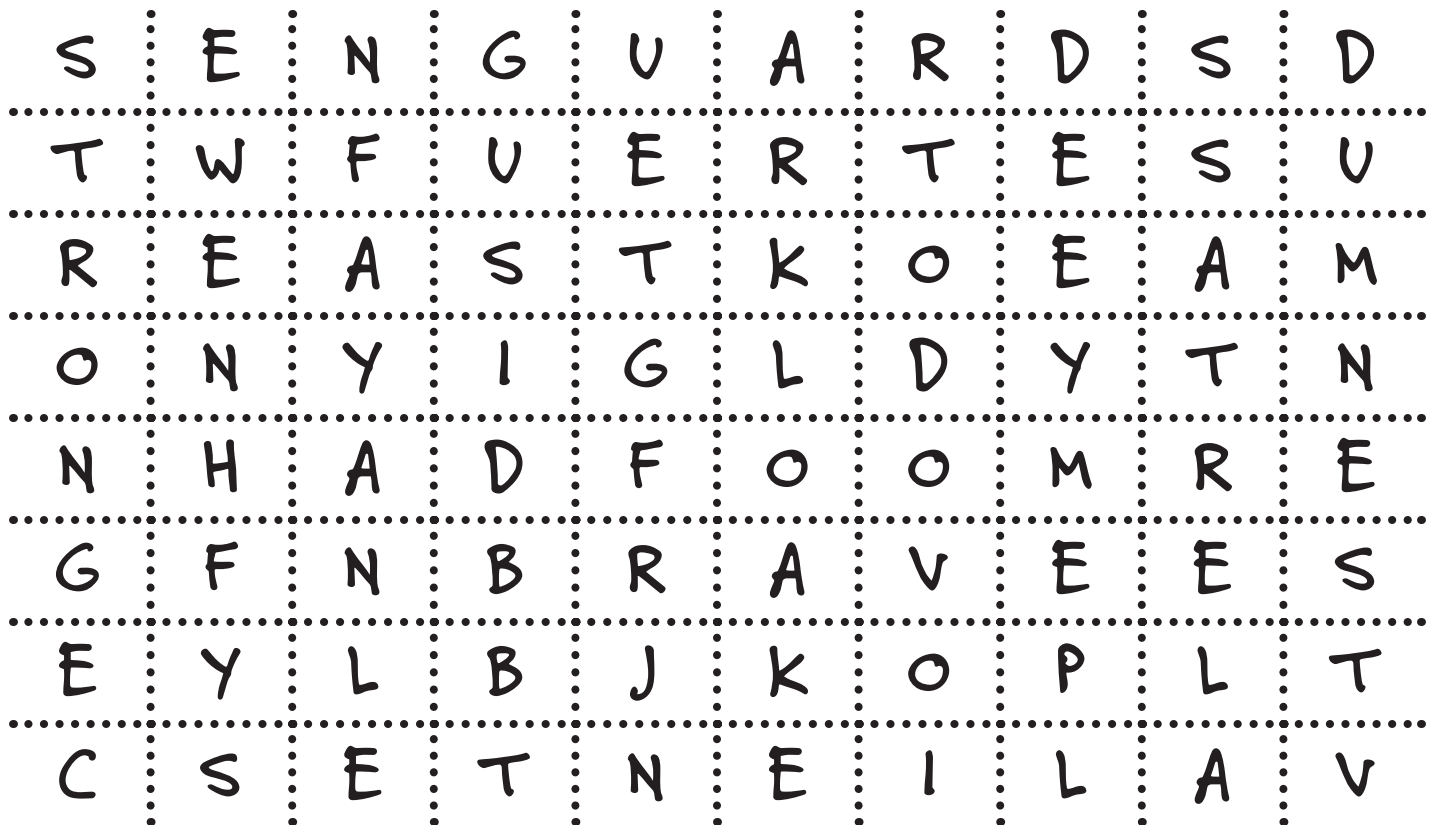 S E N G U A R D S D
T W F U E R T E S U
R E A S T K O E A M
O N Y I G L D Y T N
N H A D F O O M R E
G F N B R A V E E S
E Y L B J K O P L T
C S E T N E I L A V